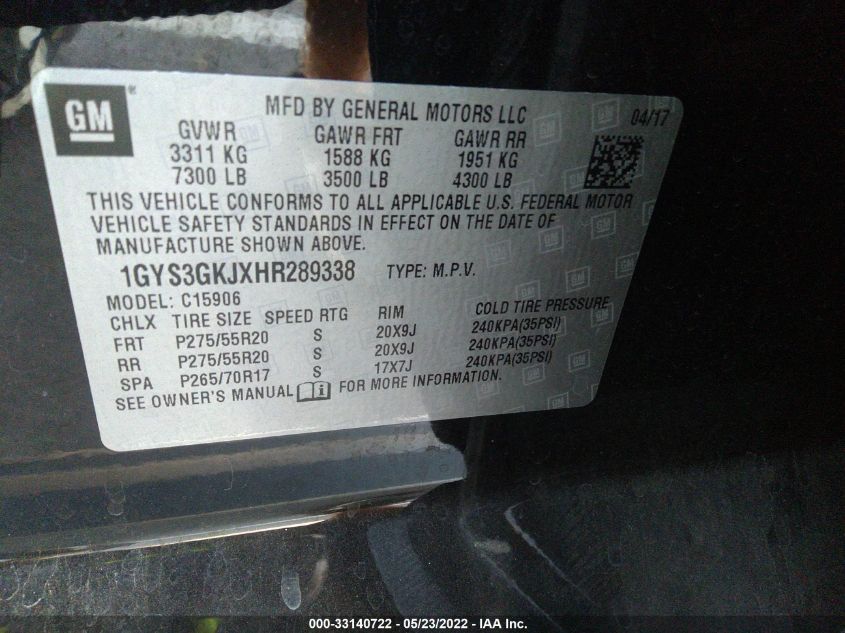 GM ®
MFD BY GENERAL MOTORS LLC 04/17
GVWR GAWR FRT GAWR RR
3311 KG 1588 KG 1951 KG
7300 LB 3500 LB 4300 LB
THIS VEHICLE CONFORMS TO ALL APPLICABLE U.S. FEDERAL MOTOR
VEHICLE SAFETY STANDARDS IN EFFECT ON THE DATE OF
MANUFACTURE SHOWN ABOVE.
1GYS3GKJXHR289338 TYPE: M.P.V.
MODEL: C15906
CHLX TIRE SIZE SPEED RTG RIM COLD TIRE PRESSURE
FRT P275/55R20 S 20X9J 240KPA(35PSI)
RR P275/55R20 S 20X9J 240KPA(35PSI)
SPA P265/70R17 S 17X7J 240KPA(35PSI)
SEE OWNER'S MANUAL FOR MORE INFORMATION.
000-33140722 - 05/23/2022 - IAA Inc.